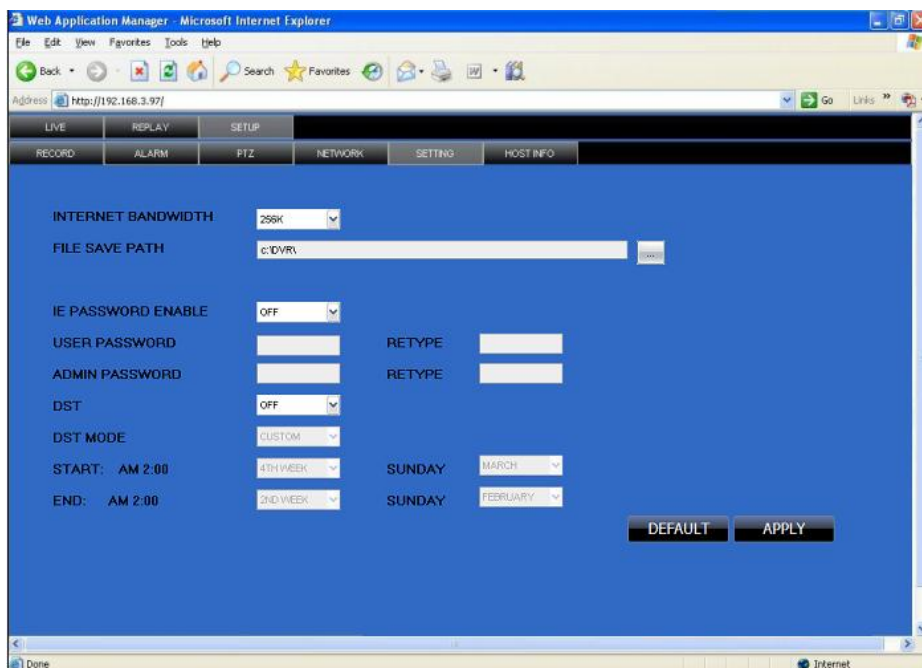 Web Application Manager - Microsoft Internet Explorer
File Edit View Favorites Tools Help
Back Search Favorites
Address http://192.168.3.97/ Go Links »
LIVE REPLAY SETUP
RECORD ALARM PTZ NETWORK SETTING HOST INFO
INTERNET BANDWIDTH 256K
FILE SAVE PATH c:\DVR\ ...
IE PASSWORD ENABLE OFF
USER PASSWORD RETYPE
ADMIN PASSWORD RETYPE
DST OFF
DST MODE CUSTOM
START: AM 2:00 4TH WEEK SUNDAY MARCH
END: AM 2:00 2ND WEEK SUNDAY FEBRUARY
DEFAULT APPLY
Done Internet